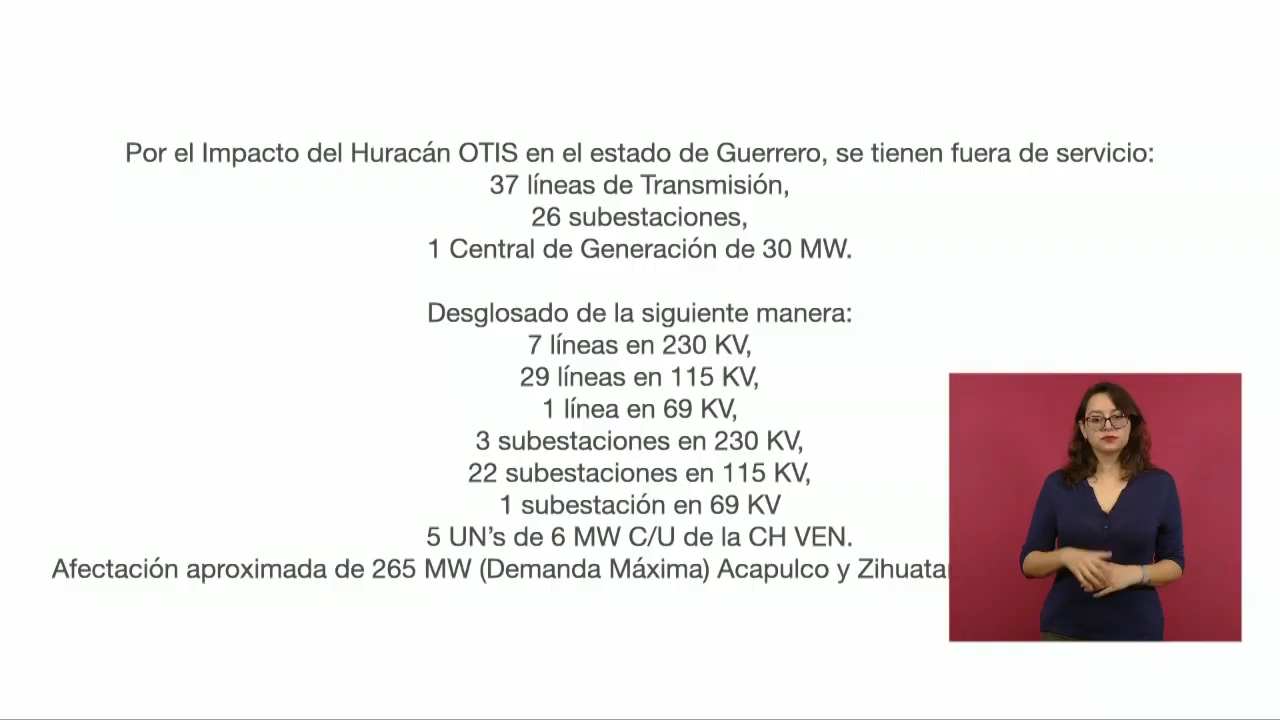 Por el Impacto del Huracán OTIS en el estado de Guerrero, se tienen fuera de servicio:
37 líneas de Transmisión,
26 subestaciones,
1 Central de Generación de 30 MW.
Desglosado de la siguiente manera:
7 líneas en 230 KV,
29 líneas en 115 KV,
1 línea en 69 KV,
3 subestaciones en 230 KV,
22 subestaciones en 115 KV,
1 subestación en 69 KV
5 UN’s de 6 MW C/U de la CH VEN.
Afectación aproximada de 265 MW (Demanda Máxima) Acapulco y